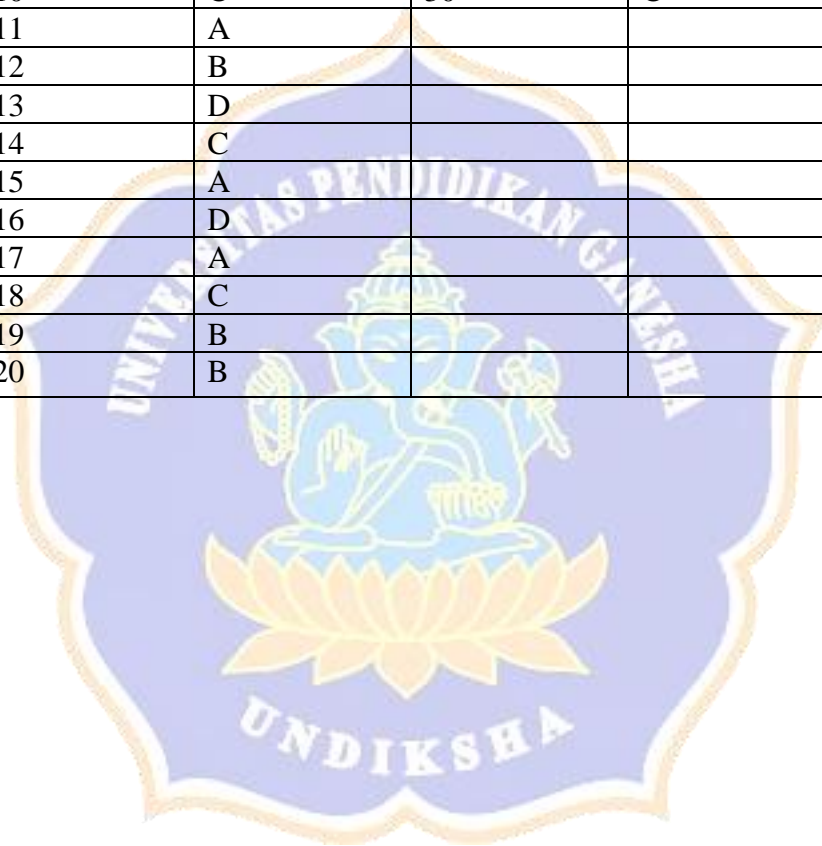 11 A
12 B
13 D
14 C
15 A
16 D
17 A
18 C
19 B
20 B
UNIVERSITAS PENDIDIKAN GANESHA
UNDIKSHA